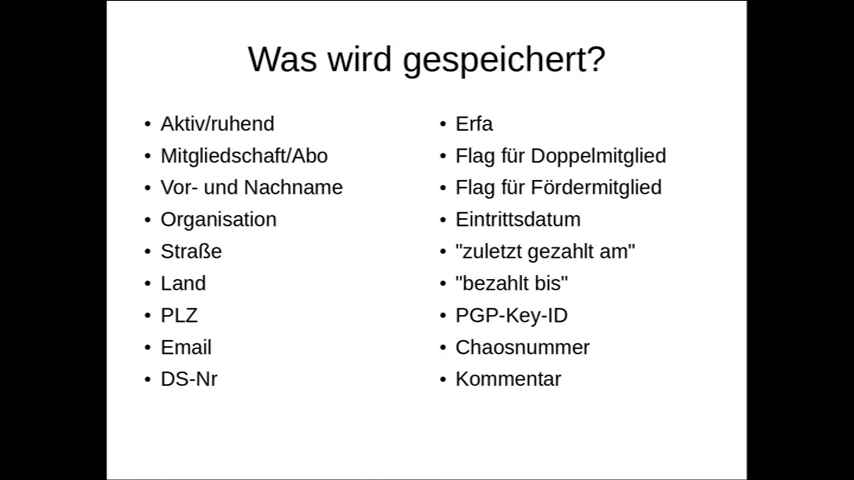 Was wird gespeichert?
• Aktiv/ruhend
• Mitgliedschaft/Abo
• Vor- und Nachname
• Organisation
• Straße
• Land
• PLZ
• Email
• DS-Nr
• Erfa
• Flag für Doppelmitglied
• Flag für Fördermitglied
• Eintrittsdatum
• "zuletzt gezahlt am"
• "bezahlt bis"
• PGP-Key-ID
• Chaosnummer
• Kommentar